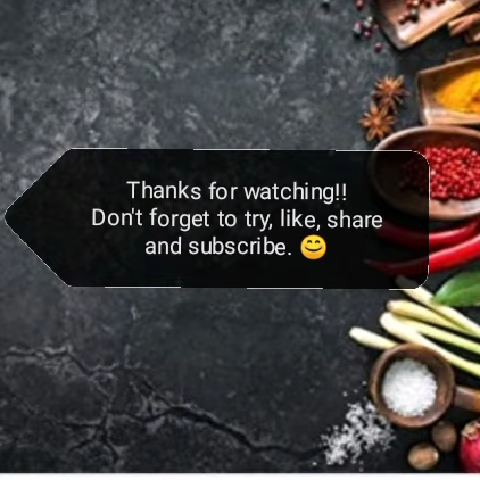 Thanks for watching!!
Don't forget to try, like, share
and subscribe. 😊